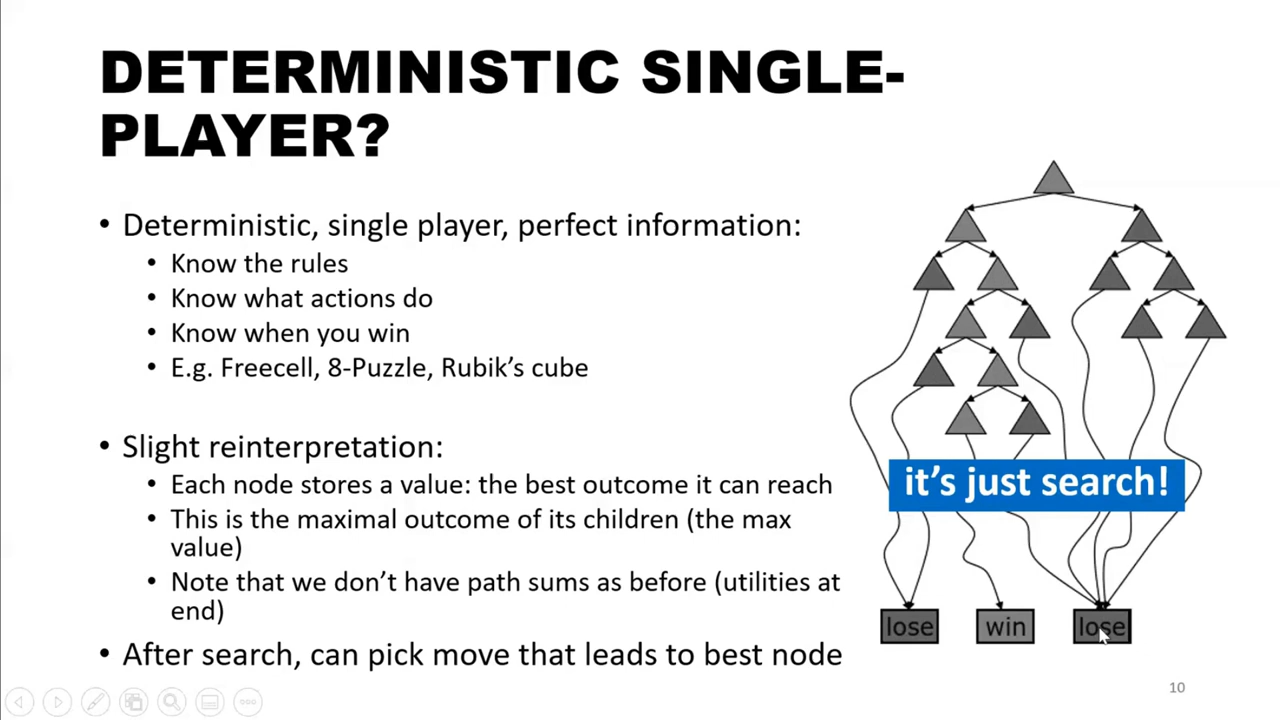 DETERMINISTIC SINGLE-
PLAYER?
• Deterministic, single player, perfect information:
• Know the rules
• Know what actions do
• Know when you win
• E.g. Freecell, 8-Puzzle, Rubik’s cube
• Slight reinterpretation:
• Each node stores a value: the best outcome it can reach
• This is the maximal outcome of its children (the max
value)
• Note that we don’t have path sums as before (utilities at
end)
• After search, can pick move that leads to best node
it’s just search!
lose
win
lose
10